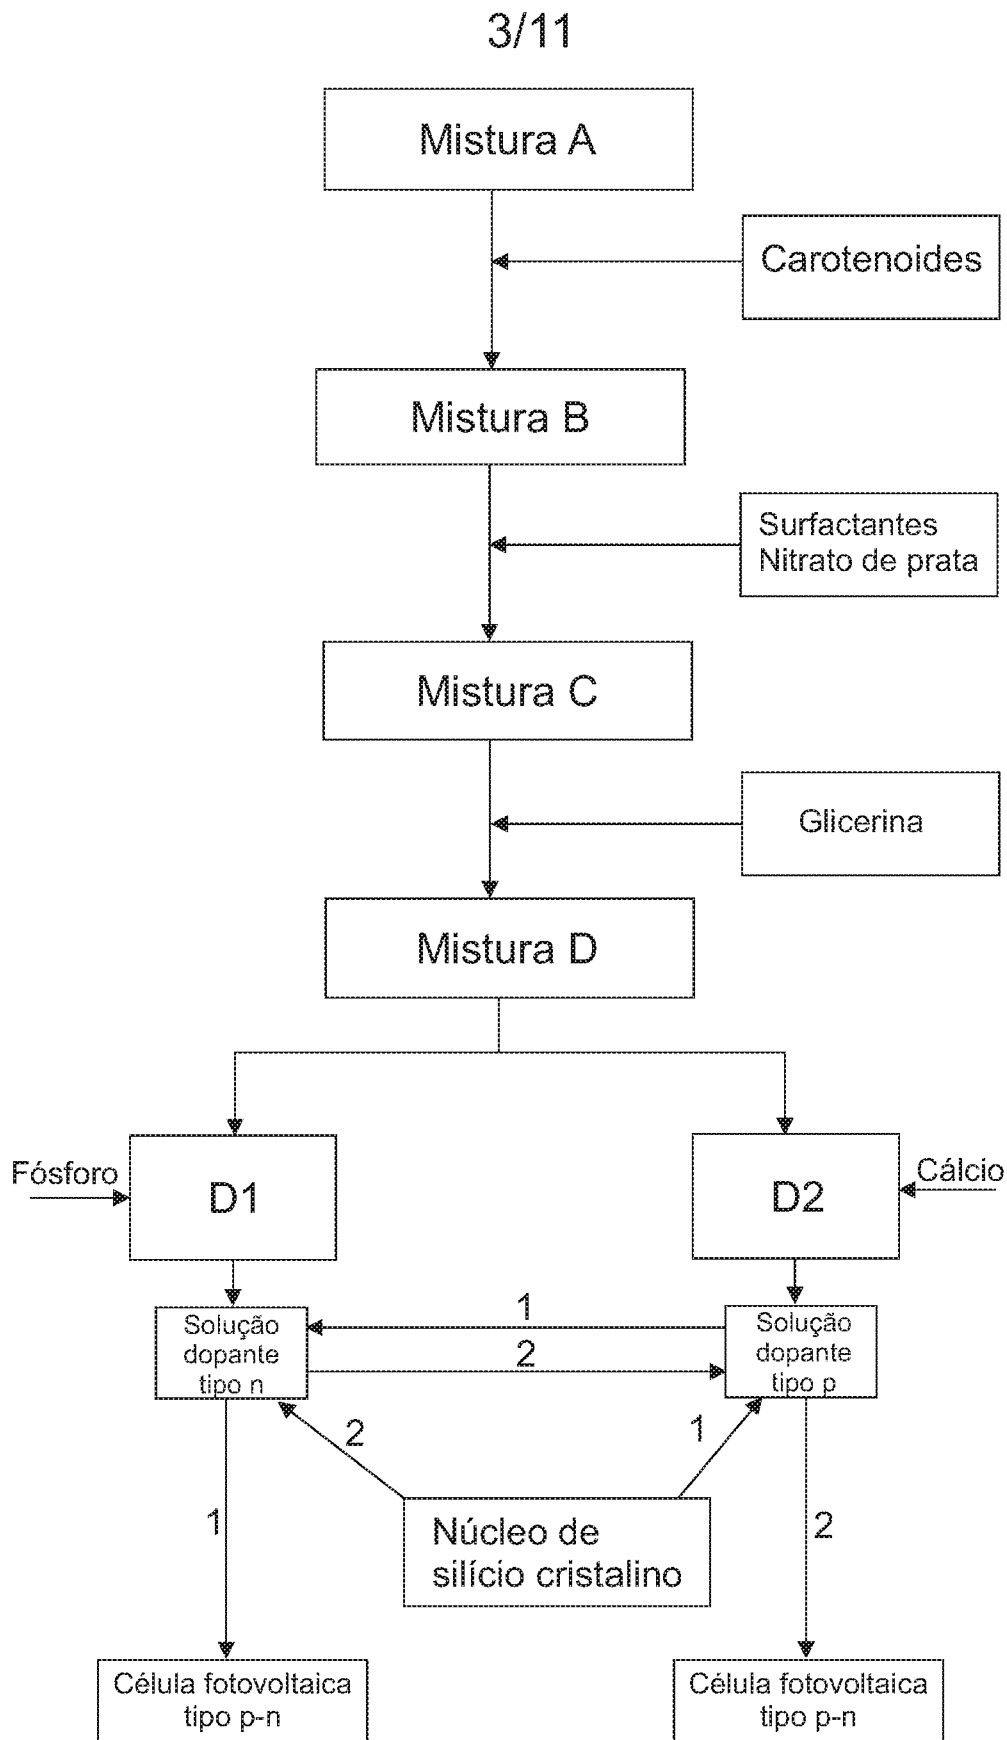 3/11
Mistura A
Carotenoides
Mistura B
Surfactantes
Nitrato de prata
Mistura C
Glicerina
Mistura D
Fósforo
D1
D2
Cálcio
Solução
dopante
tipo n
1
2
Solução
dopante
tipo p
2
1
1
Núcleo de
silício cristalino
2
Célula fotovoltaica
tipo p-n
Célula fotovoltaica
tipo p-n